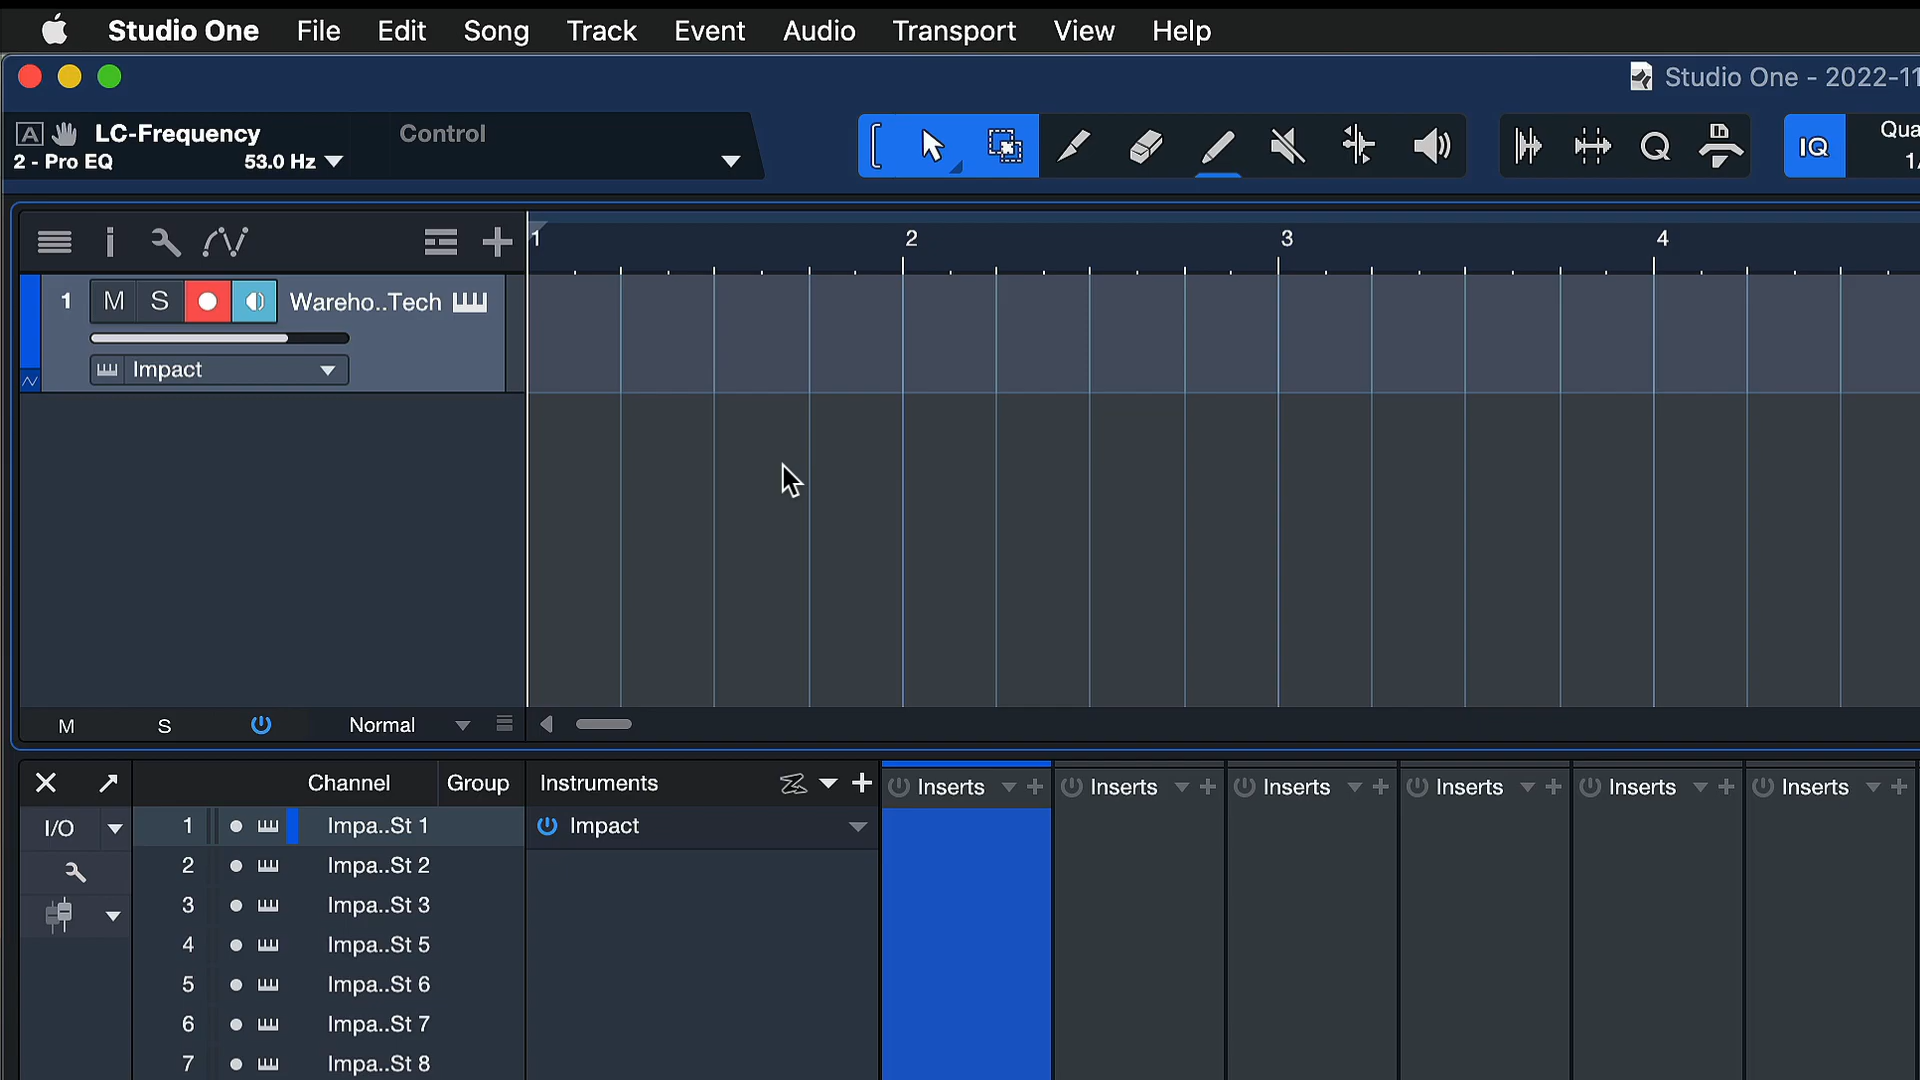 Studio One File Edit Song Track Event Audio Transport View Help
Studio One - 2022-11
A LC-Frequency Control
2 - Pro EQ 53.0 Hz
IQ Qua
1/
1 2 3 4
1 M S Wareho..Tech
Impact
M S Normal
Channel Group Instruments Inserts Inserts Inserts Inserts Inserts Inserts
I/O 1 Impa..St 1 Impact
2 Impa..St 2
3 Impa..St 3
4 Impa..St 5
5 Impa..St 6
6 Impa..St 7
7 Impa..St 8